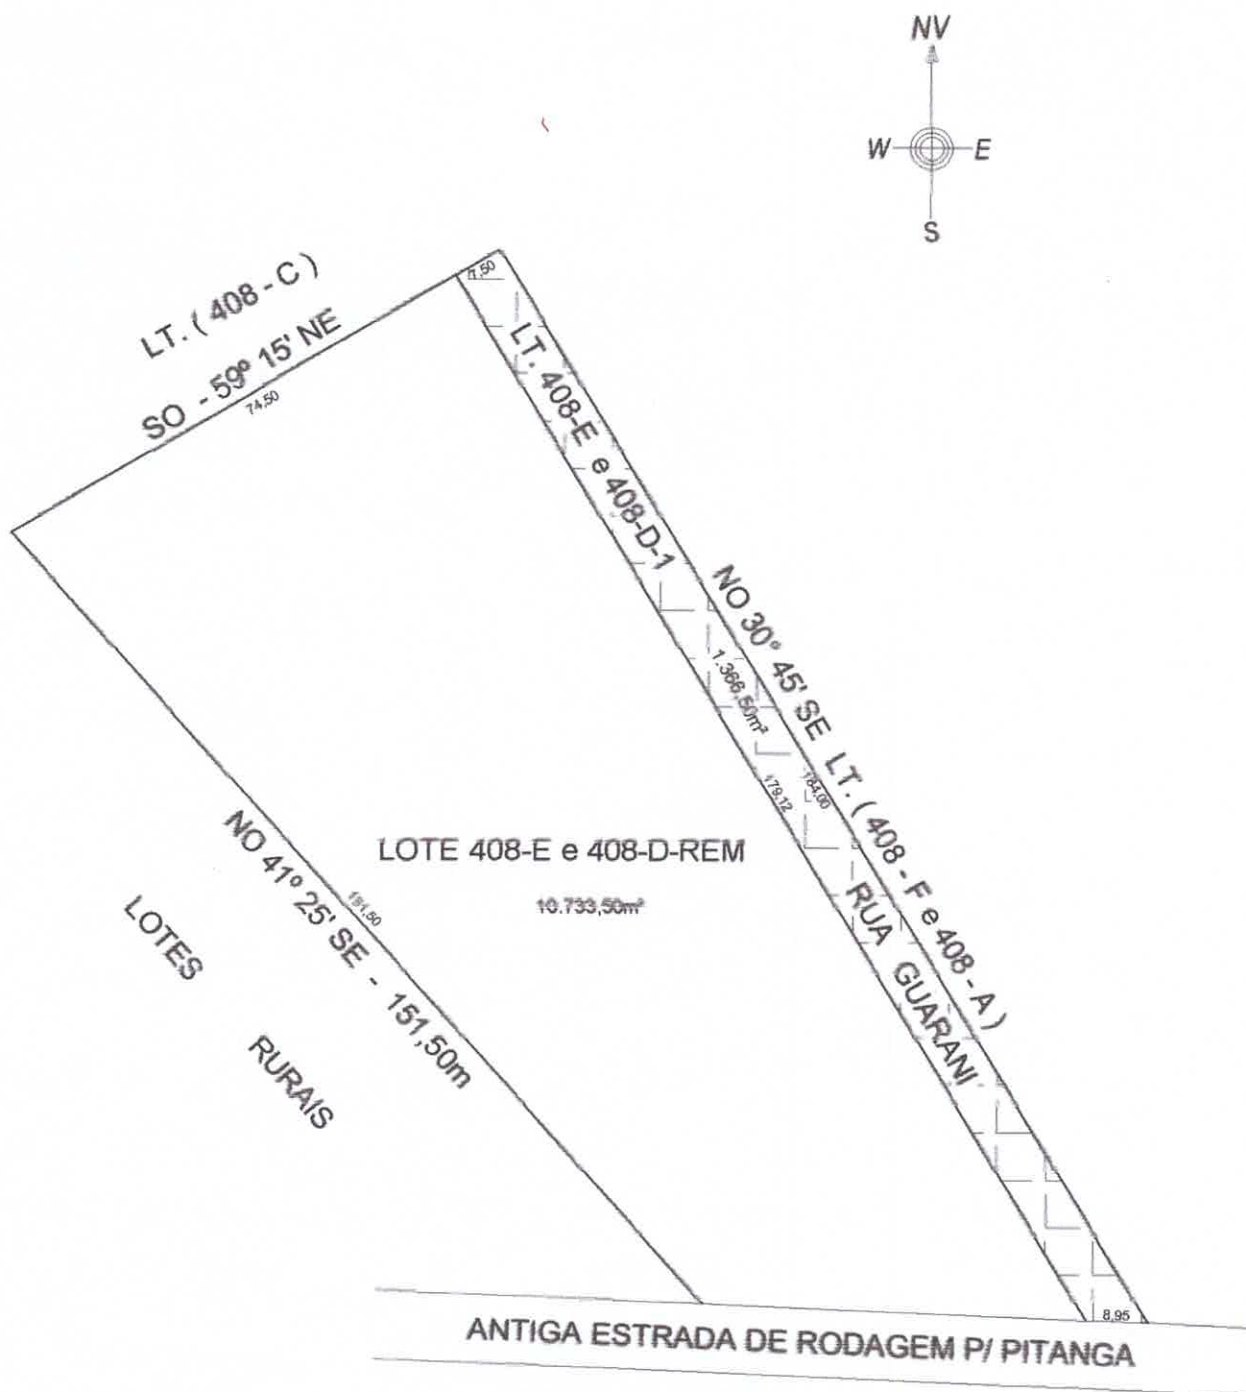 NV
W E
S
LT. ( 408 - C )
SO - 59º 15' NE
74,50
7,50
LT. 408-E e 408-D-1
NO 30º 45' SE LT. ( 408 - F e 408 - A )
1.366,50m²
179,12
184,00
RUA GUARANI
LOTE 408-E e 408-D-REM
10.733,50m²
NO 41º 25' SE - 151,50m
151,50
LOTES
RURAIS
8,95
ANTIGA ESTRADA DE RODAGEM P/ PITANGA